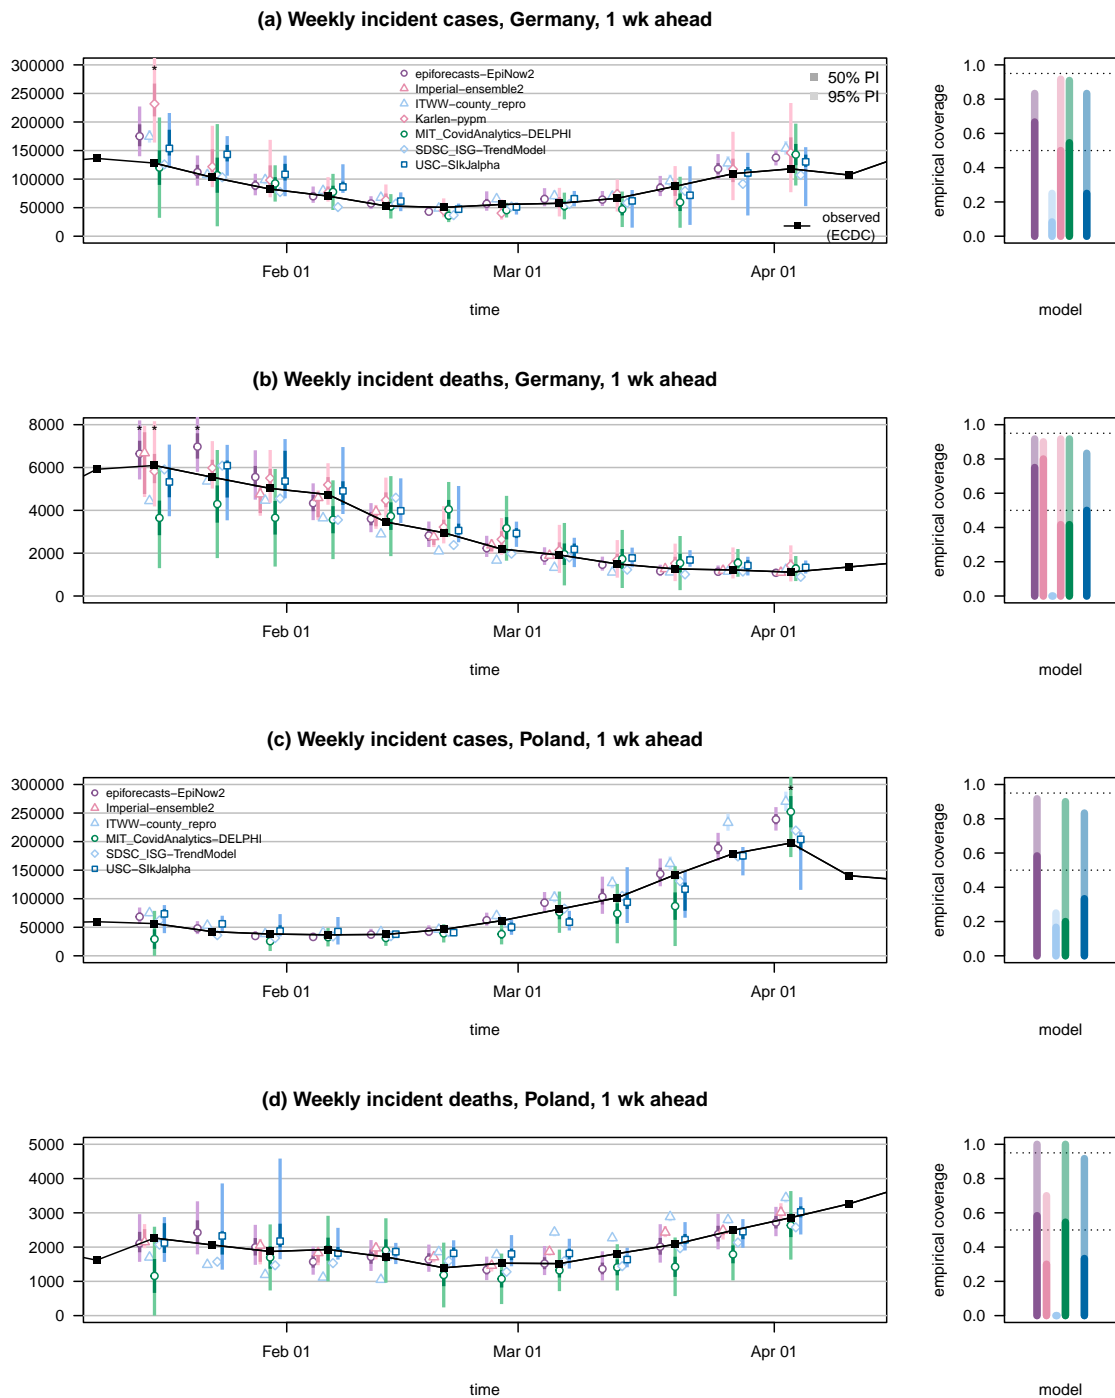 (a) Weekly incident cases, Germany, 1 wk ahead
300000
250000
200000
150000
100000
50000
0
*
epiforecasts−EpiNow2
Imperial−ensemble2
ITWW−county_repro
Karlen−pypm
MIT_CovidAnalytics−DELPHI
SDSC_ISG−TrendModel
USC−SIkJalpha
50% PI
95% PI
observed
(ECDC)
Feb 01
Mar 01
Apr 01
time
empirical coverage
1.0
0.8
0.6
0.4
0.2
0.0
model
(b) Weekly incident deaths, Germany, 1 wk ahead
8000
6000
4000
2000
0
* * *
Feb 01
Mar 01
Apr 01
time
empirical coverage
1.0
0.8
0.6
0.4
0.2
0.0
model
(c) Weekly incident cases, Poland, 1 wk ahead
300000
250000
200000
150000
100000
50000
0
epiforecasts−EpiNow2
Imperial−ensemble2
ITWW−county_repro
MIT_CovidAnalytics−DELPHI
SDSC_ISG−TrendModel
USC−SIkJalpha
*
Feb 01
Mar 01
Apr 01
time
empirical coverage
1.0
0.8
0.6
0.4
0.2
0.0
model
(d) Weekly incident deaths, Poland, 1 wk ahead
5000
4000
3000
2000
1000
0
Feb 01
Mar 01
Apr 01
time
empirical coverage
1.0
0.8
0.6
0.4
0.2
0.0
model